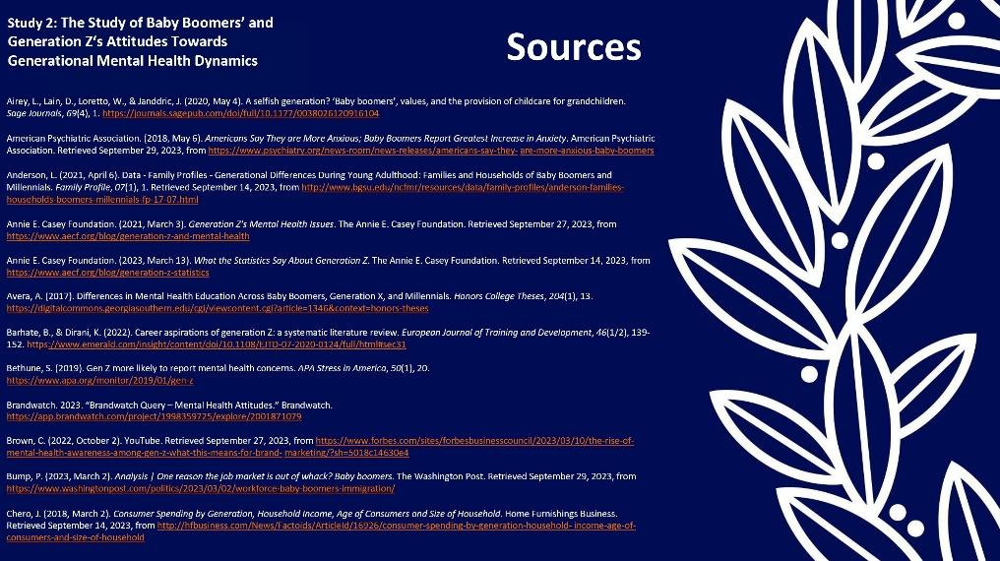 Study 2: The Study of Baby Boomers' and
Generation Z's Attitudes Towards
Generational Mental Health Dynamics
Sources
Airey, L., Lain, D., Loretto, W., & Janddric, J. (2020, May 4). A selfish generation? 'Baby boomers', values, and the provision of childcare for grandchildren.
Sage Journals, 69(4), 1. https://journals.sagepub.com/doi/full/10.1177/0038026120916104
American Psychiatric Association. (2018, May 6). Americans Say They are More Anxious; Baby Boomers Report Greatest Increase in Anxiety. American Psychiatric
Association. Retrieved September 29, 2023, from https://www.psychiatry.org/news-room/news-releases/americans-say-they- are-more-anxious-baby-boomers
Anderson, L. (2021, April 6). Data - Family Profiles - Generational Differences During Young Adulthood: Families and Households of Baby Boomers and
Millennials. Family Profile, 07(1), 1. Retrieved September 14, 2023, from http://www.bgsu.edu/ncfmr/resources/data/family-profiles/anderson-families-
households-boomers-millennials-fp-17-07.html
Annie E. Casey Foundation. (2021, March 3). Generation Z's Mental Health Issues. The Annie E. Casey Foundation. Retrieved September 27, 2023, from
https://www.aecf.org/blog/generation-z-and-mental-health
Annie E. Casey Foundation. (2023, March 13). What the Statistics Say About Generation Z. The Annie E. Casey Foundation. Retrieved September 14, 2023, from
https://www.aecf.org/blog/generation-z-statistics
Avera, A. (2017). Differences in Mental Health Education Across Baby Boomers, Generation X, and Millennials. Honors College Theses, 204(1), 13.
https://digitalcommons.georgiasouthern.edu/cgi/viewcontent.cgi?article=1346&context=honors-theses
Barhate, B., & Dirani, K. (2022). Career aspirations of generation Z: a systematic literature review. European Journal of Training and Development, 46(1/2), 139-
152. https://www.emerald.com/insight/content/doi/10.1108/EJTD-07-2020-0124/full/html#sec31
Bethune, S. (2019). Gen Z more likely to report mental health concerns. APA Stress in America, 50(1), 20.
https://www.apa.org/monitor/2019/01/gen-z
Brandwatch. 2023. “Brandwatch Query – Mental Health Attitudes.” Brandwatch.
https://app.brandwatch.com/project/1998359725/explore/2001871079
Brown, C. (2022, October 2). YouTube. Retrieved September 27, 2023, from https://www.forbes.com/sites/forbesbusinesscouncil/2023/03/10/the-rise-of-
mental-health-awareness-among-gen-z-what-this-means-for-brand- marketing/?sh=5018c14630e4
Bump, P. (2023, March 2). Analysis | One reason the job market is out of whack? Baby boomers. The Washington Post. Retrieved September 29, 2023, from
https://www.washingtonpost.com/politics/2023/03/02/workforce-baby-boomers-immigration/
Chero, J. (2018, March 2). Consumer Spending by Generation, Household Income, Age of Consumers and Size of Household. Home Furnishings Business.
Retrieved September 14, 2023, from http://hfbusiness.com/News/Factoids/ArticleId/16926/consumer-spending-by-generation-household- income-age-of-
consumers-and-size-of-household